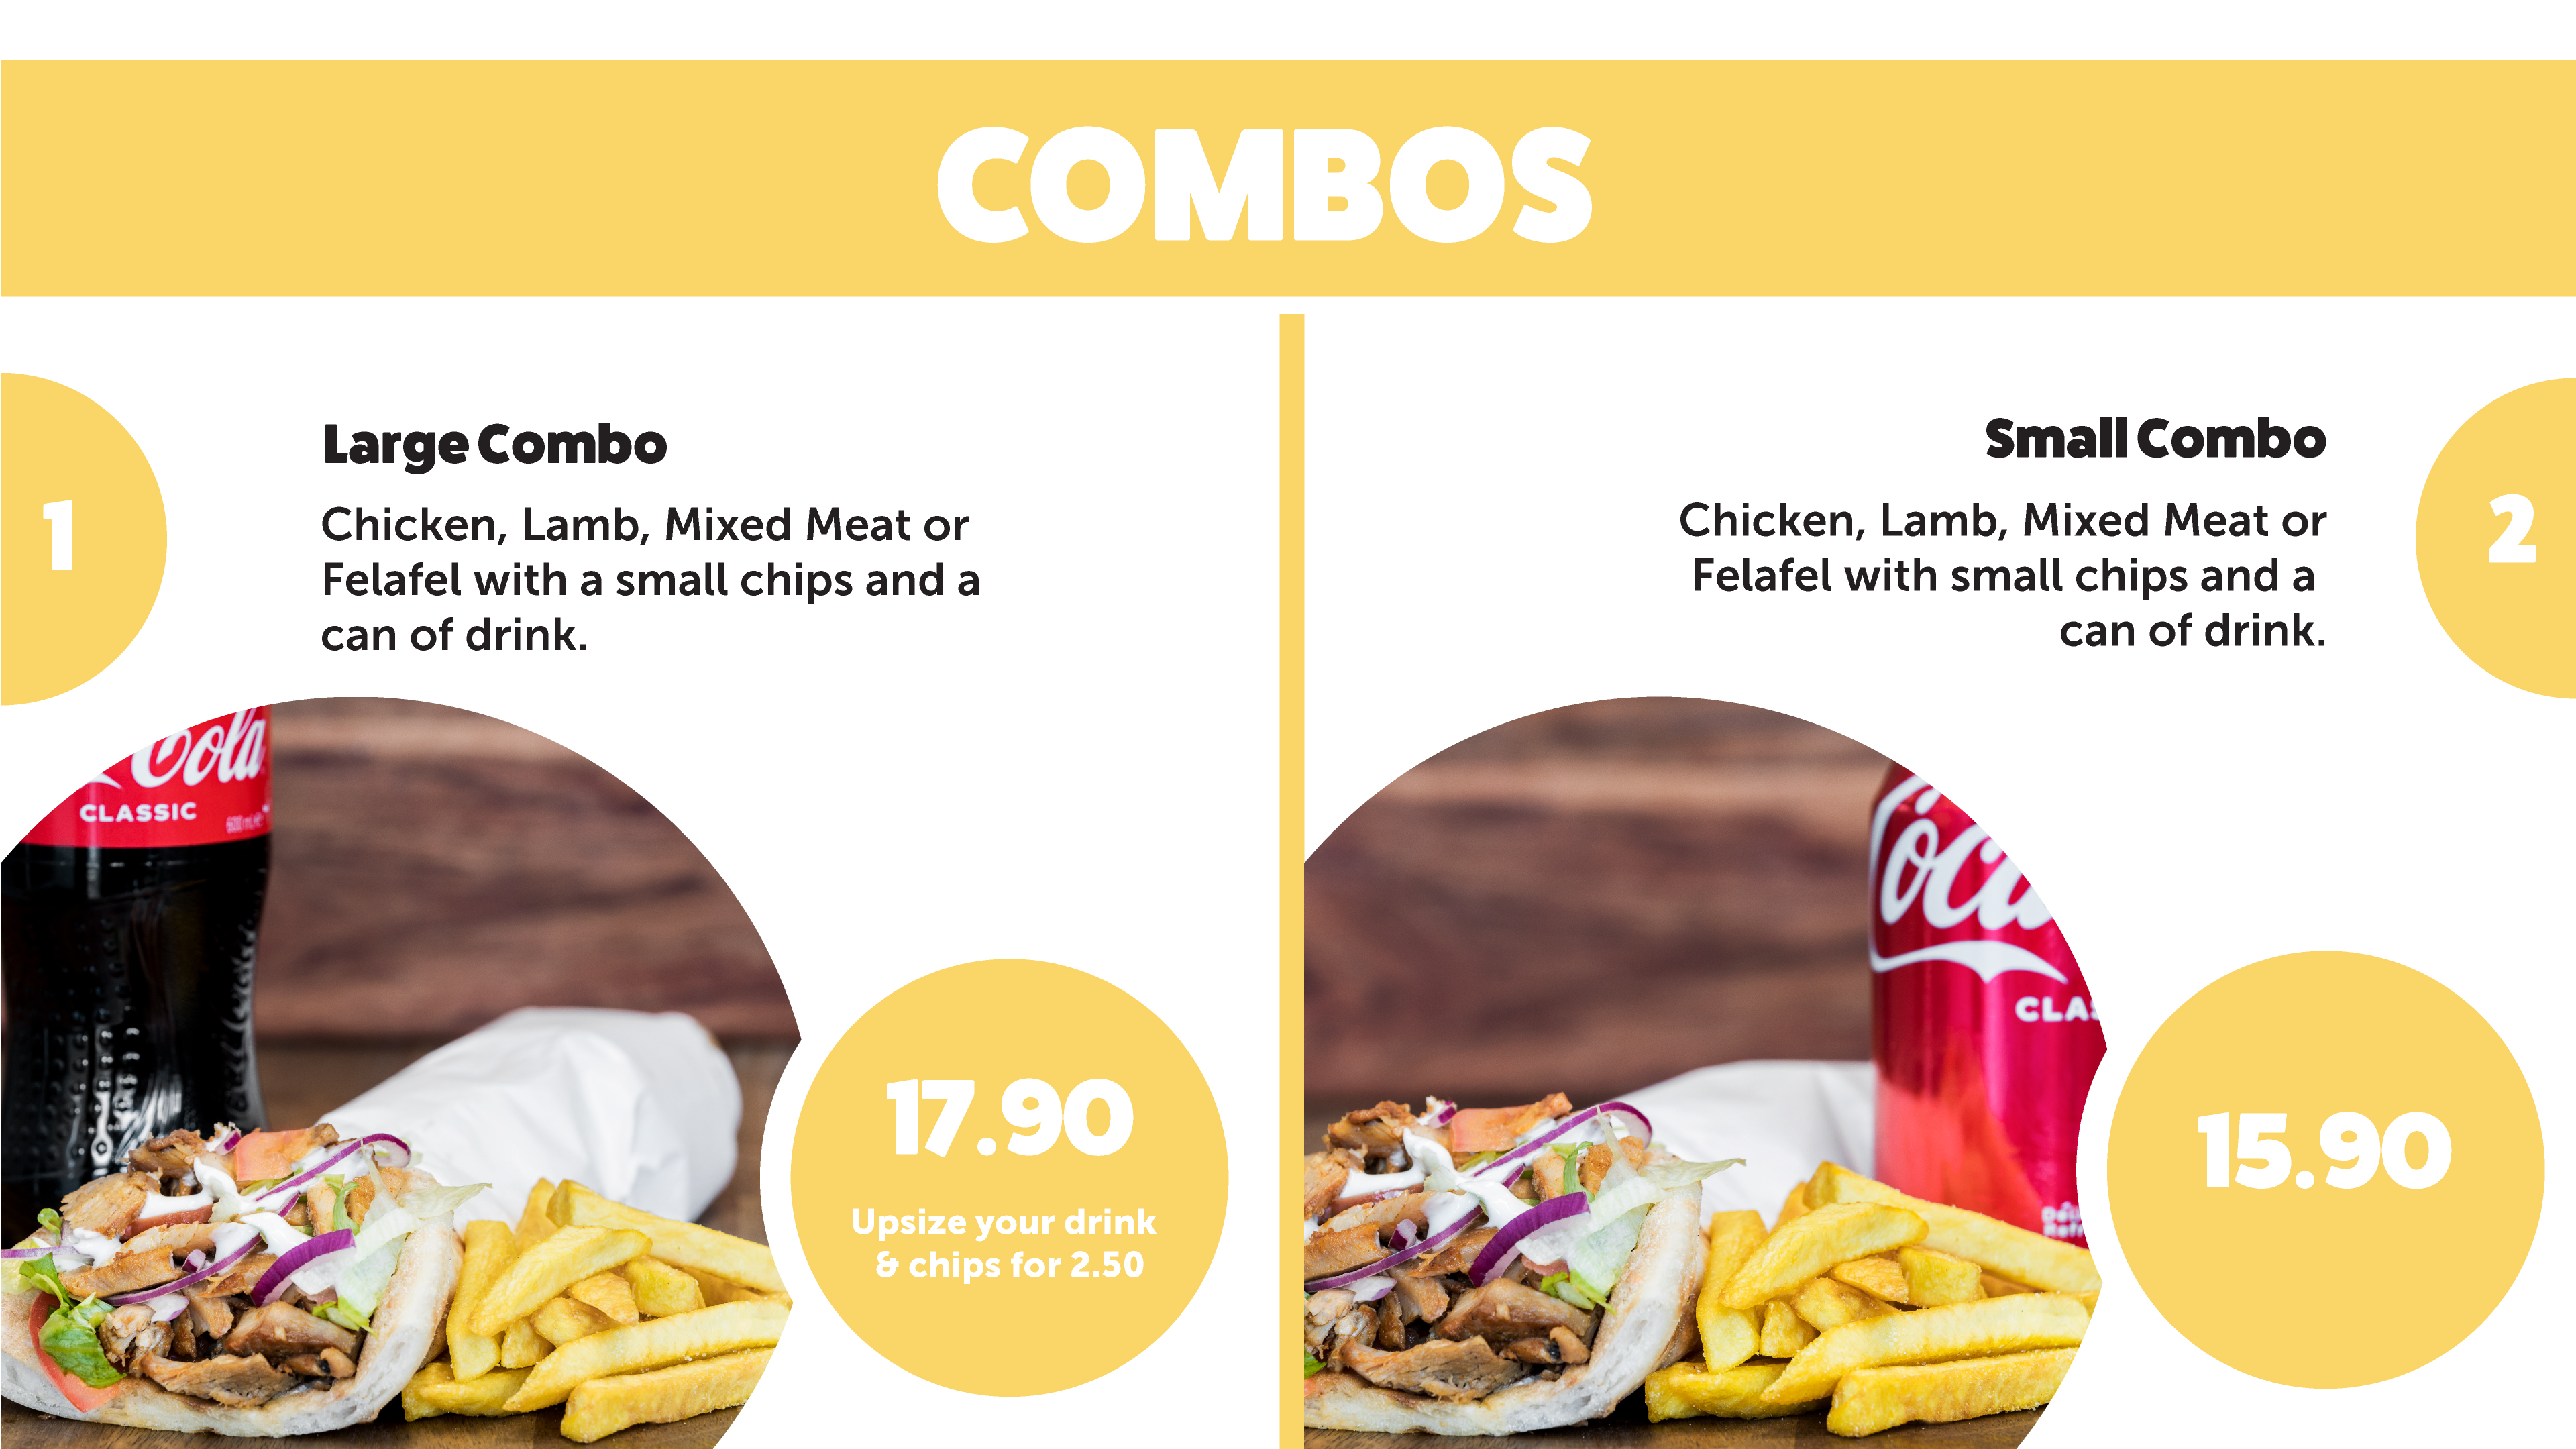 COMBOS
1
Large Combo
Chicken, Lamb, Mixed Meat or
Felafel with a small chips and a
can of drink.
Cola
CLASSIC
17.90
Upsize your drink
& chips for 2.50
2
Small Combo
Chicken, Lamb, Mixed Meat or
Felafel with small chips and a
can of drink.
Coca
CLAS
15.90